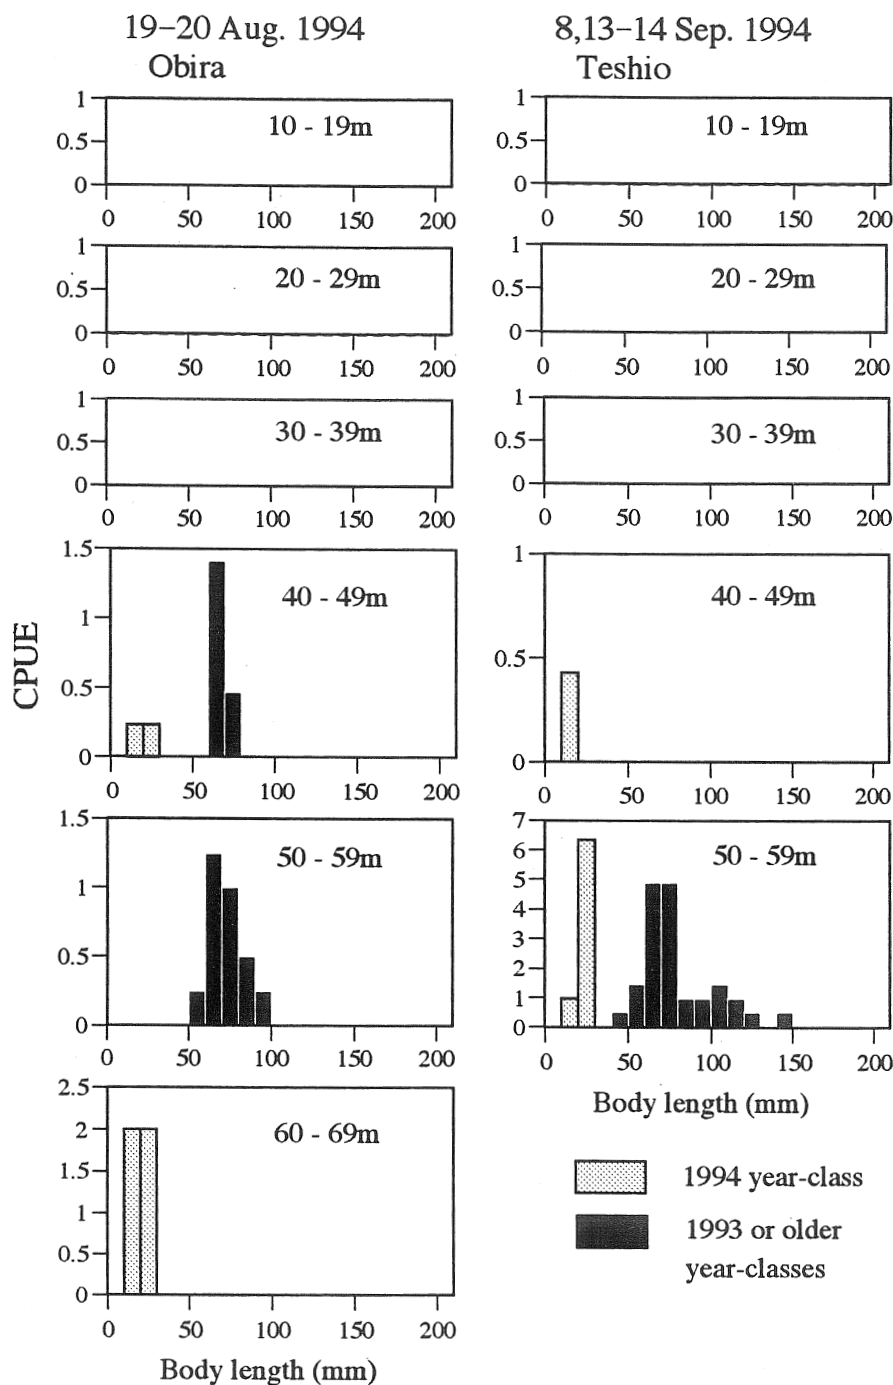 19-20 Aug. 1994
Obira
1
0.5
0
10 - 19m
0 50 100 150 200
1
0.5
0
20 - 29m
0 50 100 150 200
1
0.5
0
30 - 39m
0 50 100 150 200
CPUE
1.5
1
0.5
0
40 - 49m
0 50 100 150 200
1.5
1
0.5
0
50 - 59m
0 50 100 150 200
2.5
2
1.5
1
0.5
0
60 - 69m
0 50 100 150 200
Body length (mm)
8,13-14 Sep. 1994
Teshio
1
0.5
0
10 - 19m
0 50 100 150 200
1
0.5
0
20 - 29m
0 50 100 150 200
1
0.5
0
30 - 39m
0 50 100 150 200
1
0.5
0
40 - 49m
0 50 100 150 200
7
6
5
4
3
2
1
0
50 - 59m
0 50 100 150 200
Body length (mm)
1994 year-class
1993 or older
year-classes